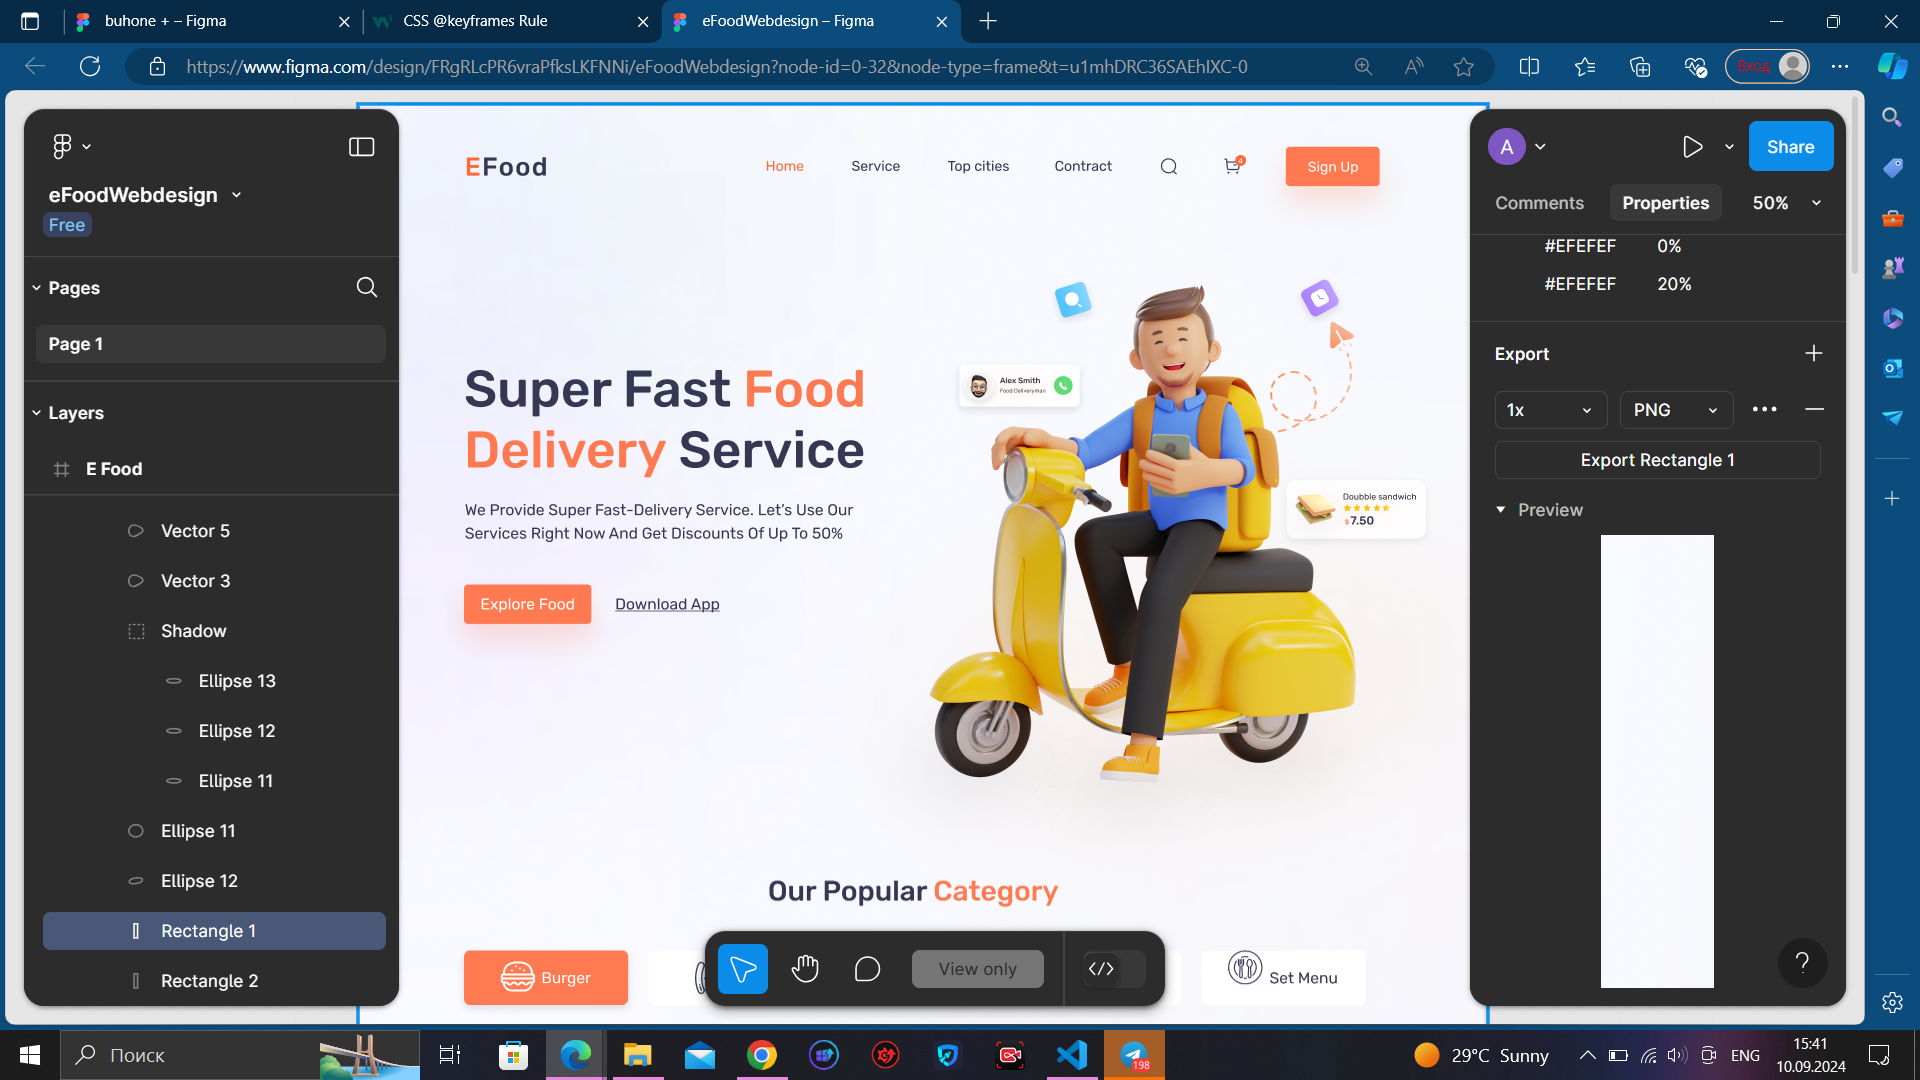 buhone + – Figma
CSS @keyframes Rule
eFoodWebdesign – Figma
https://www.figma.com/design/FRgRLcPR6vraPfksLKFNNi/eFoodWebdesign?node-id=0-32&node-type=frame&t=u1mhDRC36SAEhIXC-0
Вход
eFoodWebdesign
Free
Pages
Page 1
Layers
E Food
Vector 5
Vector 3
Shadow
Ellipse 13
Ellipse 12
Ellipse 11
Ellipse 11
Ellipse 12
Rectangle 1
Rectangle 2
EFood
Home
Service
Top cities
Contract
4
Sign Up
Super Fast Food
Delivery Service
We Provide Super Fast-Delivery Service. Let's Use Our
Services Right Now And Get Discounts Of Up To 50%
Explore Food
Download App
Alex Smith
Food Deliveryman
Doubble sandwich
$7.50
Our Popular Category
Burger
Set Menu
View only
A
Share
Comments
Properties
50%
#EFEFEF 0%
#EFEFEF 20%
Export
1x
PNG
Export Rectangle 1
Preview
?
Поиск
198
29°C Sunny
ENG
15:41
10.09.2024